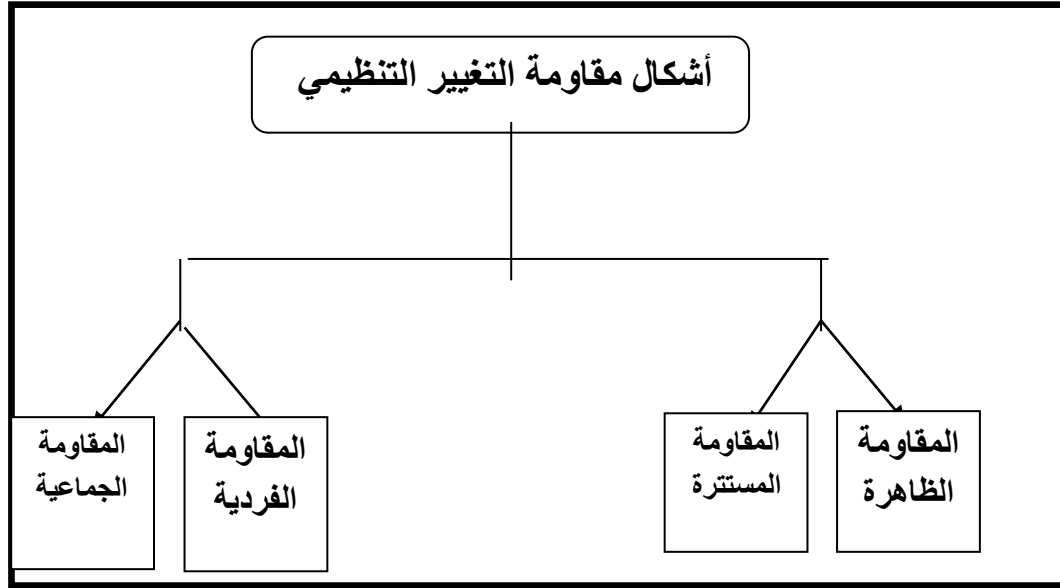 أشكال مقاومة التغيير التنظيمي
المقاومة
الظاهرة
المقاومة
المستترة
المقاومة
الفردية
المقاومة
الجماعية